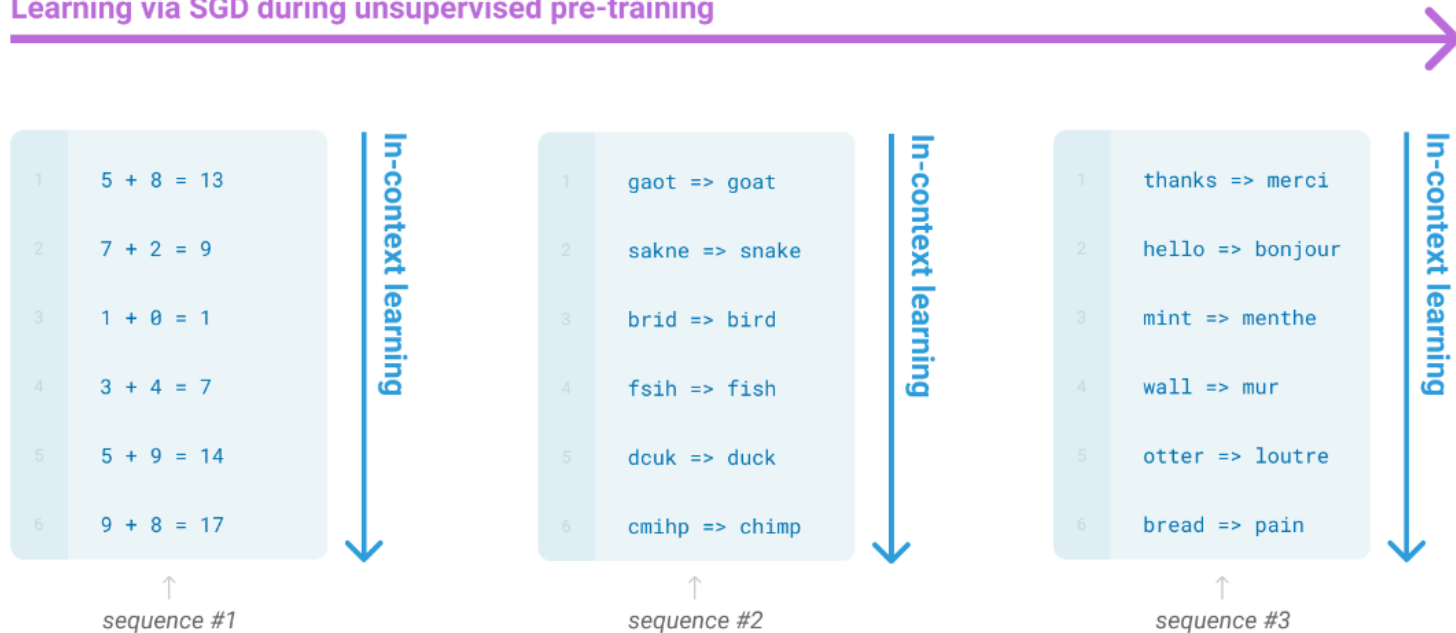 Learning via SGD during unsupervised pre-training
1 5 + 8 = 13
2 7 + 2 = 9
3 1 + 0 = 1
4 3 + 4 = 7
5 5 + 9 = 14
6 9 + 8 = 17
In-context learning
sequence #1
1 gaot => goat
2 sakne => snake
3 brid => bird
4 fsih => fish
5 dcuk => duck
6 cmihp => chimp
In-context learning
sequence #2
1 thanks => merci
2 hello => bonjour
3 mint => menthe
4 wall => mur
5 otter => loutre
6 bread => pain
In-context learning
sequence #3